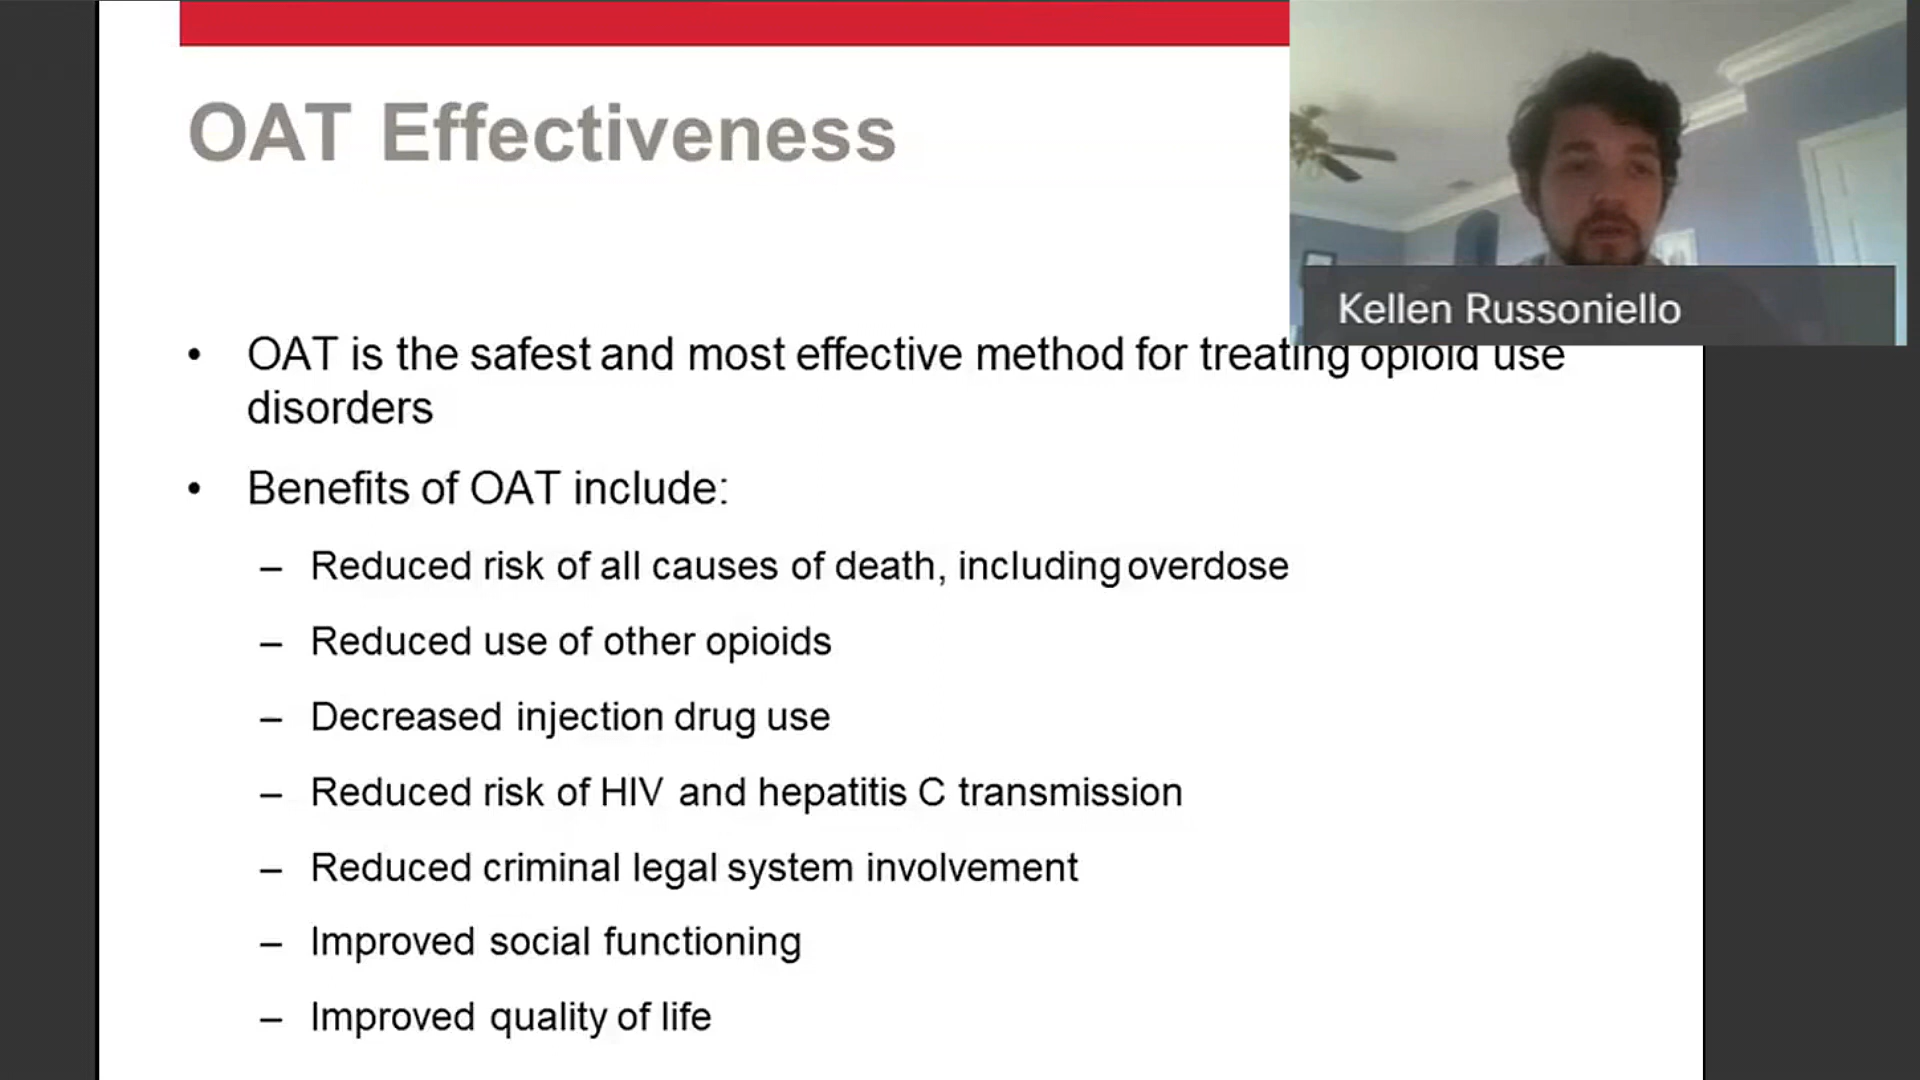 OAT Effectiveness
Kellen Russoniello
• OAT is the safest and most effective method for treating opioid use
disorders
• Benefits of OAT include:
– Reduced risk of all causes of death, including overdose
– Reduced use of other opioids
– Decreased injection drug use
– Reduced risk of HIV and hepatitis C transmission
– Reduced criminal legal system involvement
– Improved social functioning
– Improved quality of life